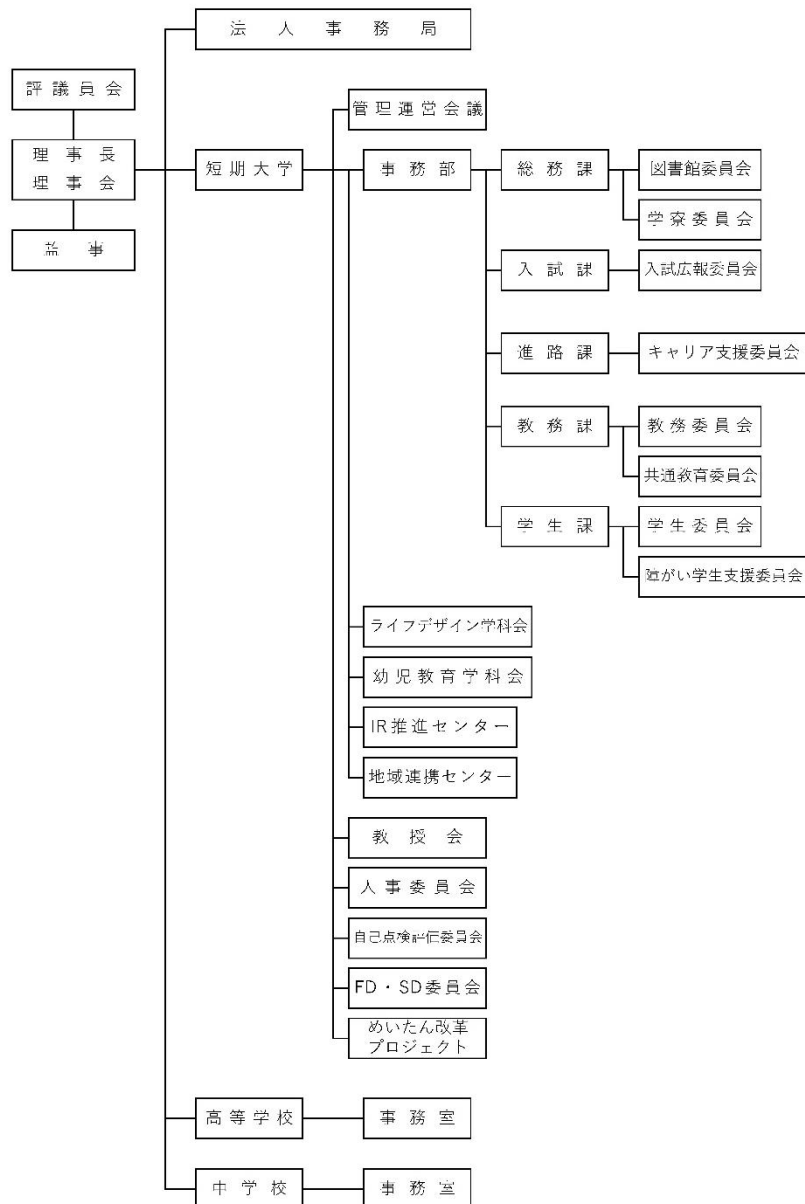 法人事務局
評議員会
理事長
理事会
監事
短期大学
管理運営会議
事務部
総務課
図書館委員会
学寮委員会
入試課
入試広報委員会
進路課
キャリア支援委員会
教務課
教務委員会
共通教育委員会
学生課
学生委員会
障がい学生支援委員会
ライフデザイン学科会
幼児教育学科会
IR推進センター
地域連携センター
教授会
人事委員会
自己点検評価委員会
FD・SD委員会
めいたん改革
プロジェクト
高等学校
事務室
中学校
事務室